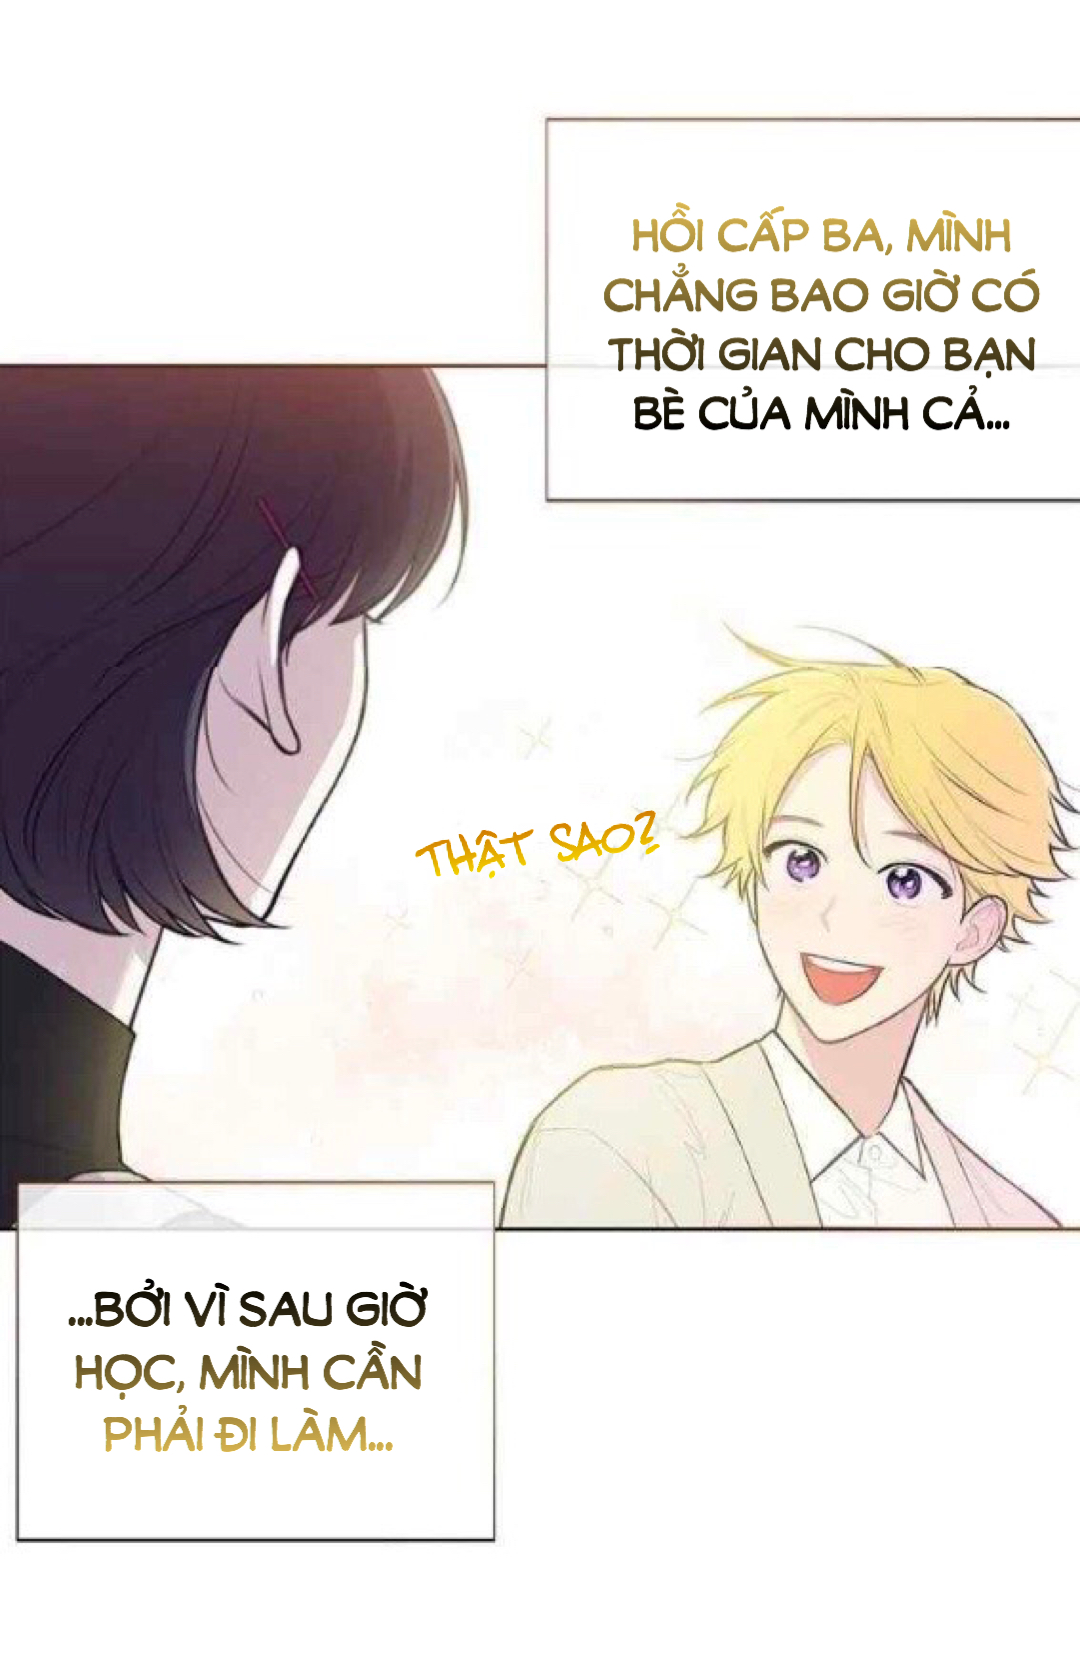 HỒI CẤP BA, MÌNH
CHẲNG BAO GIỜ CÓ
THỜI GIAN CHO BẠN
BÈ CỦA MÌNH CẢ...
THẬT SAO?
...BỞI VÌ SAU GIỜ
HỌC, MÌNH CẦN
PHẢI ĐI LÀM...